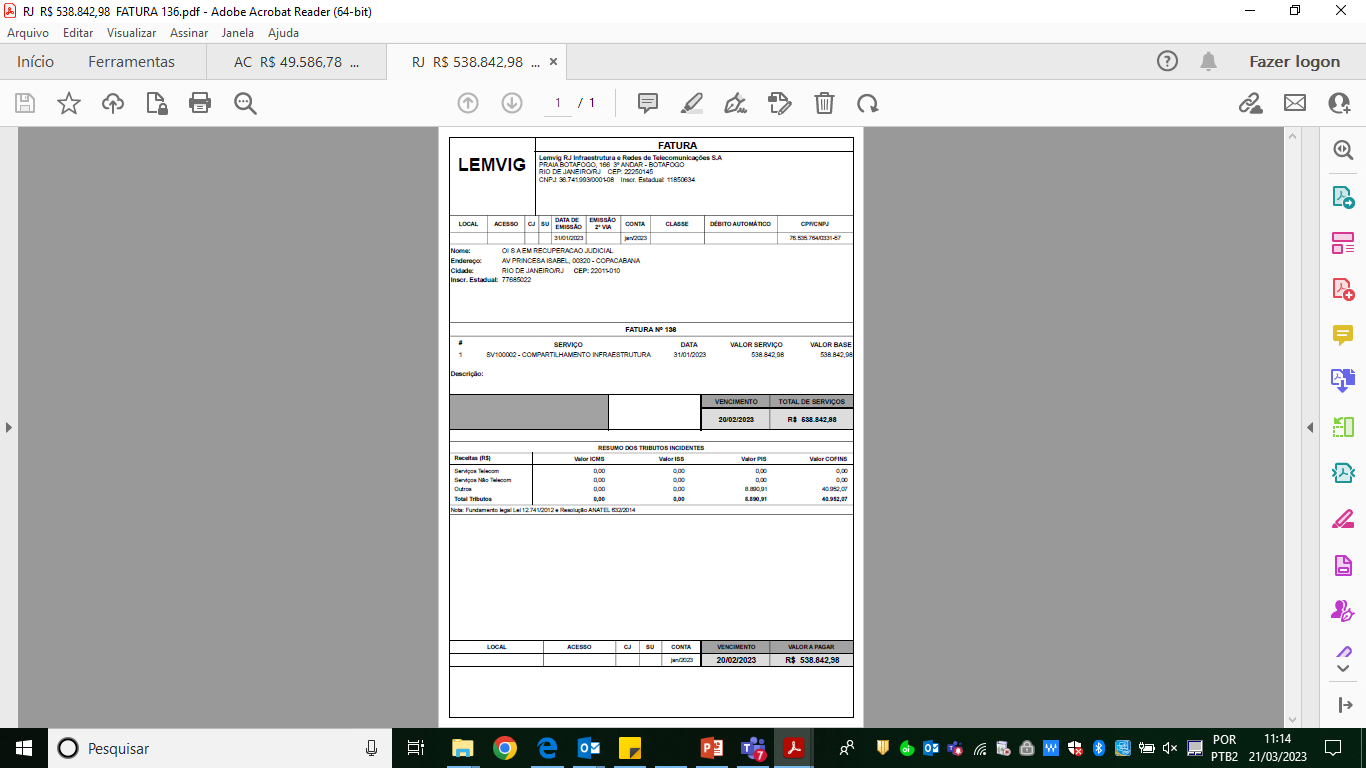 RJ  R$ 538.842,98  FATURA 136.pdf - Adobe Acrobat Reader (64-bit)
Arquivo Editar Visualizar Assinar Janela Ajuda
Início Ferramentas AC  R$ 49.586,78  ... RJ  R$ 538.842,98  ... Fazer logon
1 / 1
FATURA
LEMVIG
Lemvig RJ Infraestrutura e Redes de Telecomunicações S.A
PRAIA BOTAFOGO, 166 3º ANDAR - BOTAFOGO
RIO DE JANEIRO/RJ CEP: 22250145
CNPJ: 36.741.993/0001-08 Inscr. Estadual: 11850634
LOCAL ACESSO CJ SU DATA DE EMISSÃO EMISSÃO 2ª VIA CONTA CLASSE DÉBITO AUTOMÁTICO CPF/CNPJ
31/01/2023 jan/2023 76.535.764/0331-67
Nome: OI S A EM RECUPERACAO JUDICIAL
Endereço: AV PRINCESA ISABEL, 00320 - COPACABANA
Cidade: RIO DE JANEIRO/RJ CEP: 22011-010
Inscr. Estadual: 77685022
FATURA Nº 136
# SERVIÇO DATA VALOR SERVIÇO VALOR BASE
1 SV100002 - COMPARTILHAMENTO INFRAESTRUTURA 31/01/2023 538.842,98 538.842,98
Descrição:
VENCIMENTO TOTAL DE SERVIÇOS
20/02/2023 R$ 538.842,98
RESUMO DOS TRIBUTOS INCIDENTES
Receitas (R$) Valor ICMS Valor ISS Valor PIS Valor COFINS
Serviços Telecom 0,00 0,00 0,00 0,00
Serviços Não Telecom 0,00 0,00 0,00 0,00
Outros 0,00 0,00 8.890,91 40.952,07
Total Tributos 0,00 0,00 8.890,91 40.952,07
Nota: Fundamento legal Lei 12.741/2012 e Resolução ANATEL 632/2014
LOCAL ACESSO CJ SU CONTA VENCIMENTO VALOR A PAGAR
jan/2023 20/02/2023 R$ 538.842,98
Pesquisar
POR 11:14
PTB2 21/03/2023